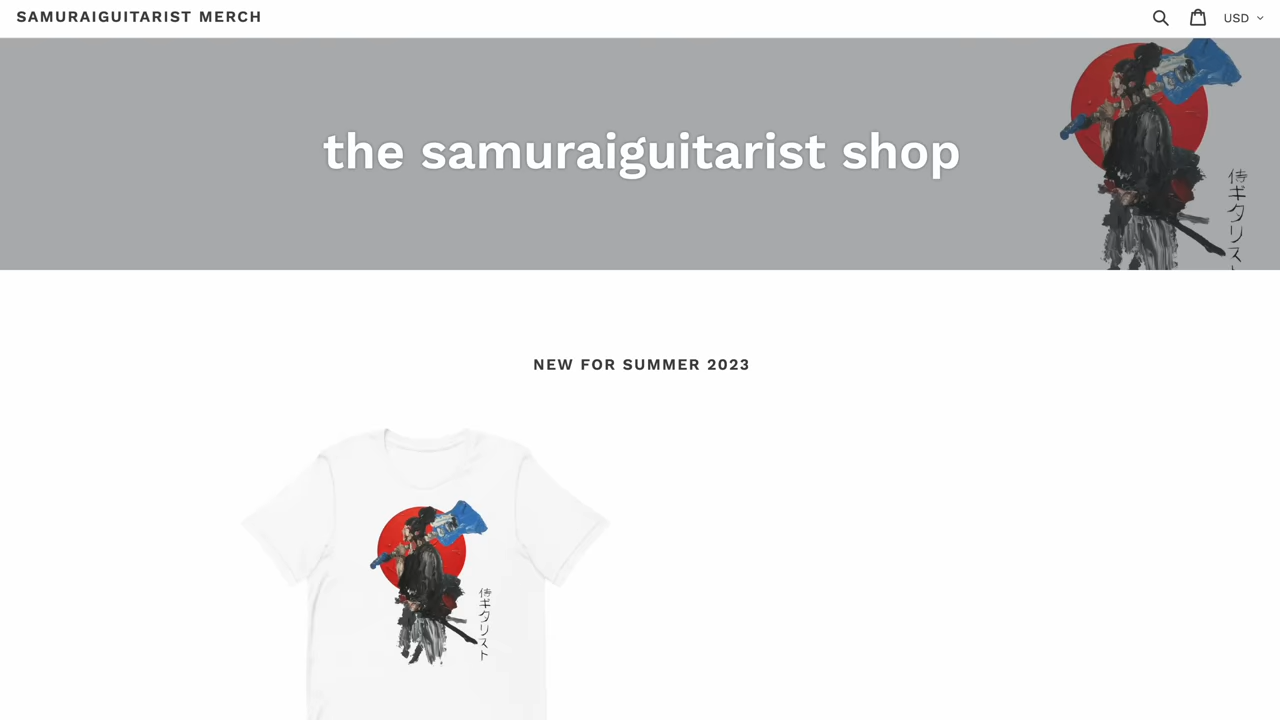 SAMURAIGUITARIST MERCH
USD
the samuraiguitarist shop
侍ギタリスト
NEW FOR SUMMER 2023
侍ギタリスト